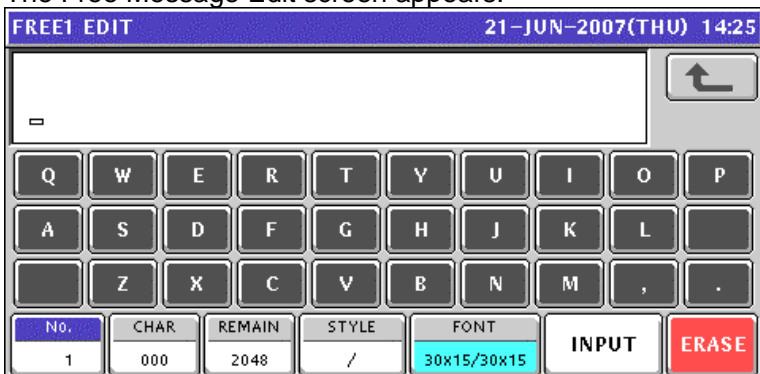 The Free Message Edit screen appears.
FREE1 EDIT 21-JUN-2007(THU) 14:25
Q W E R T Y U I O P
A S D F G H J K L
Z X C V B N M , .
No. CHAR REMAIN STYLE FONT INPUT ERASE
1 000 2048 / 30x15/30x15